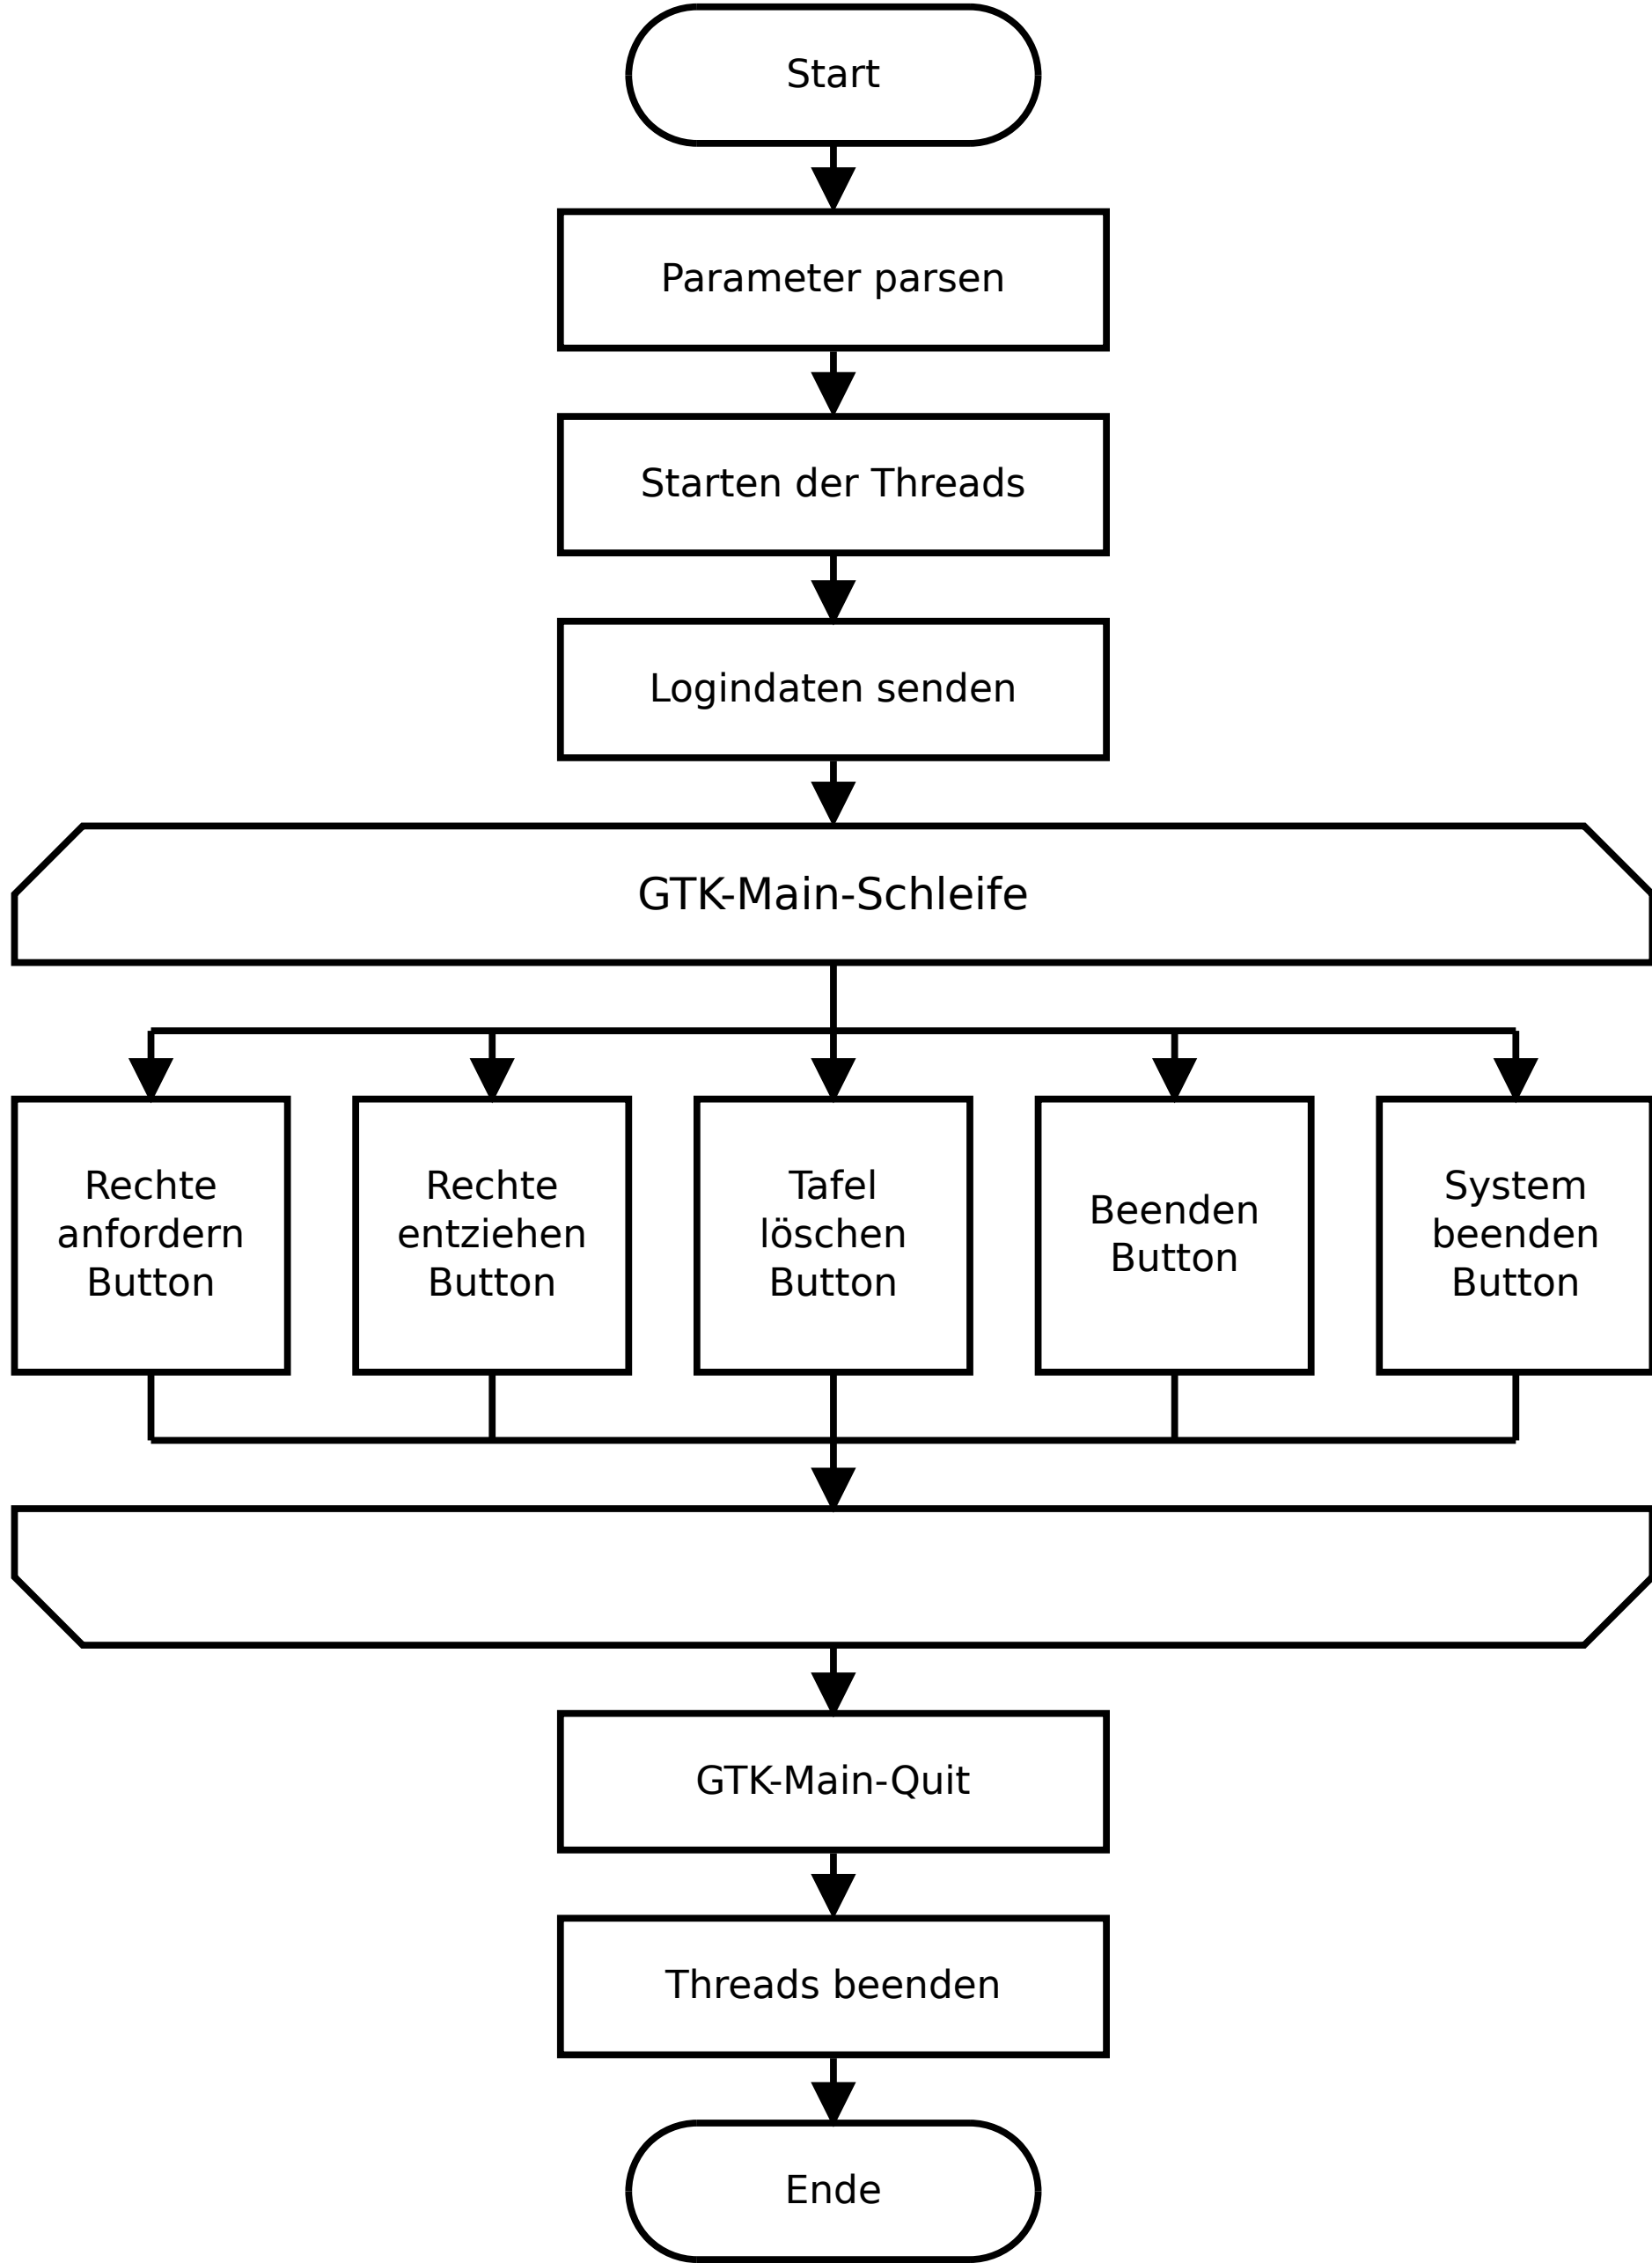 Start
Parameter parsen
Starten der Threads
Logindaten senden
GTK-Main-Schleife
Rechte
anfordern
Button
Rechte
entziehen
Button
Tafel
löschen
Button
Beenden
Button
System
beenden
Button
GTK-Main-Quit
Threads beenden
Ende